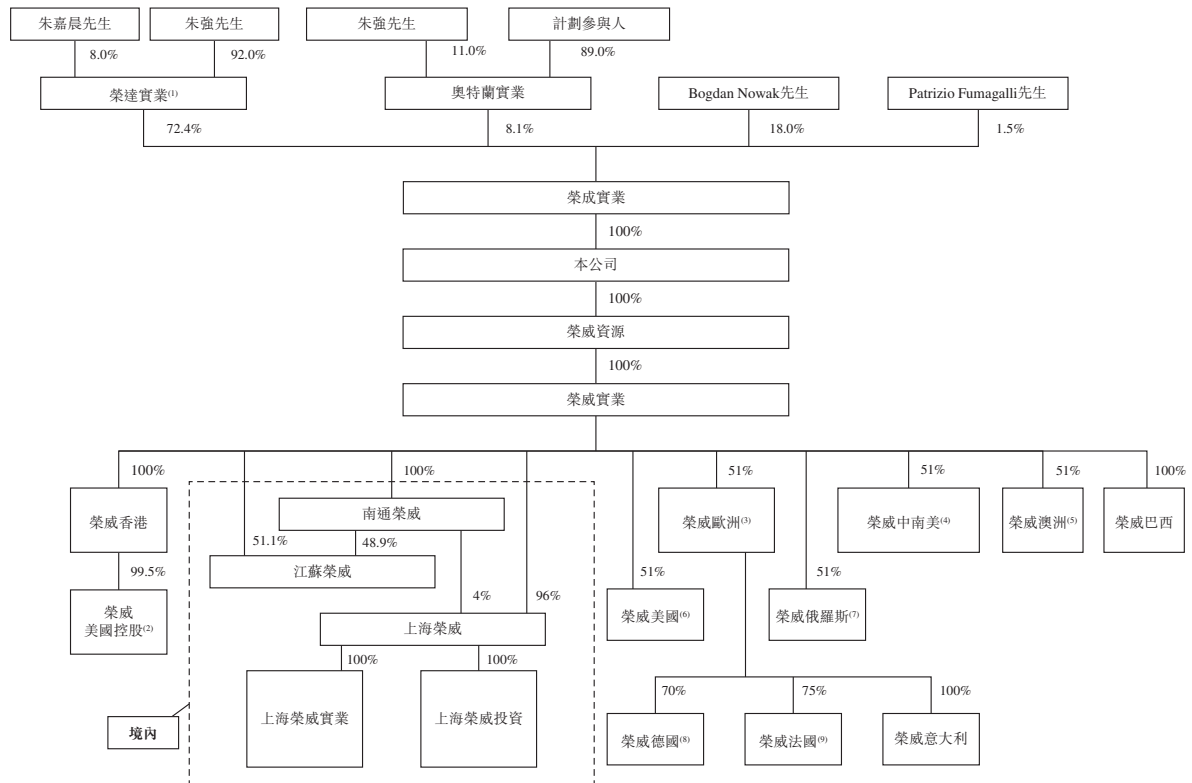 朱嘉晨先生 朱強先生 朱強先生 計劃參與人
8.0% 92.0% 11.0% 89.0%
榮達實業(1) 奧特蘭實業 Bogdan Nowak先生 Patrizio Fumagalli先生
72.4% 8.1% 18.0% 1.5%
榮成實業
100%
本公司
100%
榮威資源
100%
榮威實業
100% 100% 51% 51% 51% 100%
榮威香港 南通榮威 榮威歐洲(3) 榮威中南美(4) 榮威澳洲(5) 榮威巴西
51.1% 48.9%
99.5% 江蘇榮威 51% 51%
4% 96%
榮威
美國控股(2) 上海榮威 榮威美國(6) 榮威俄羅斯(7)
100% 100%
70% 75% 100%
上海榮威實業 上海榮威投資 榮威德國(8) 榮威法國(9) 榮威意大利
境內